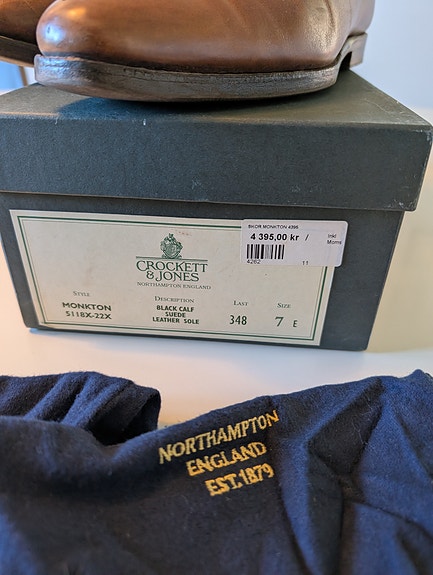 SKOR MONKTON 4395
4 395,00 kr / Inkl Moms
4262 11
CROCKETT
& JONES
NORTHAMPTON ENGLAND
STYLE DESCRIPTION LAST SIZE
MONKTON
5118X-22X
BLACK CALF
SUEDE
LEATHER SOLE
348
7 E
NORTHAMPTON
ENGLAND
EST.1879